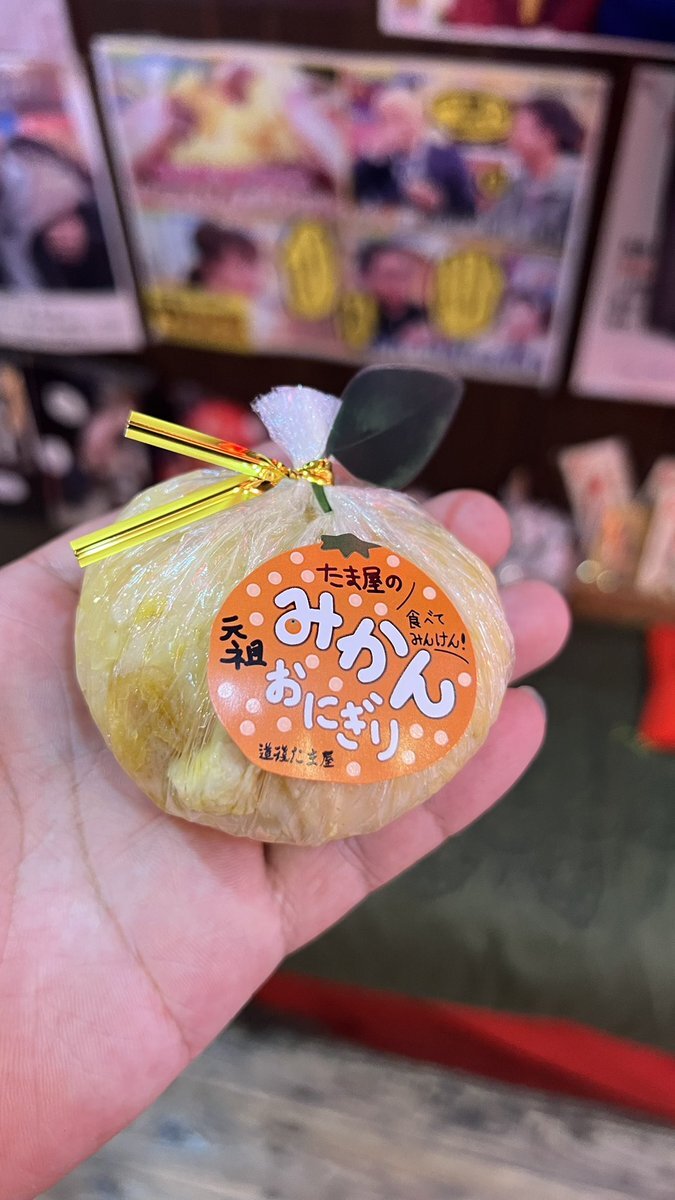 たま屋の
食べて
みんけん!
元祖
みかん
おにぎり
道後たま屋